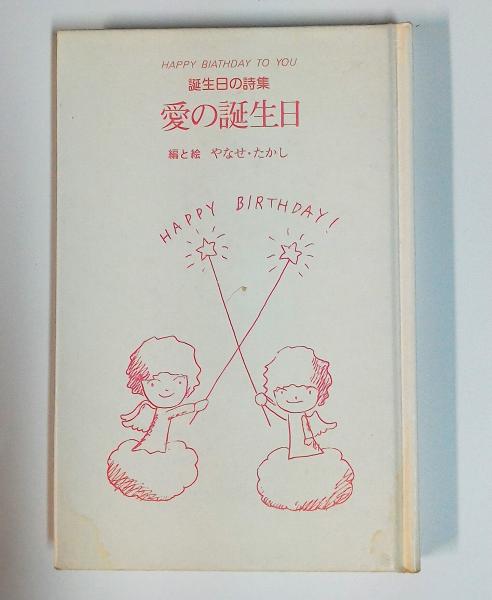 HAPPY BIATHDAY TO YOU
誕生日の詩集
愛の誕生日
編と絵 やなせ・たかし
HAPPY BIRTHDAY!